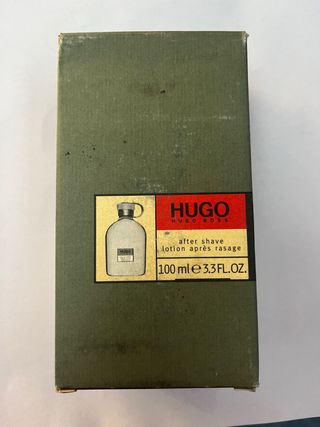 HUGO
HUGO BOSS
after shave
lotion après rasage
100 ml ℮ 3.3 FL.OZ.